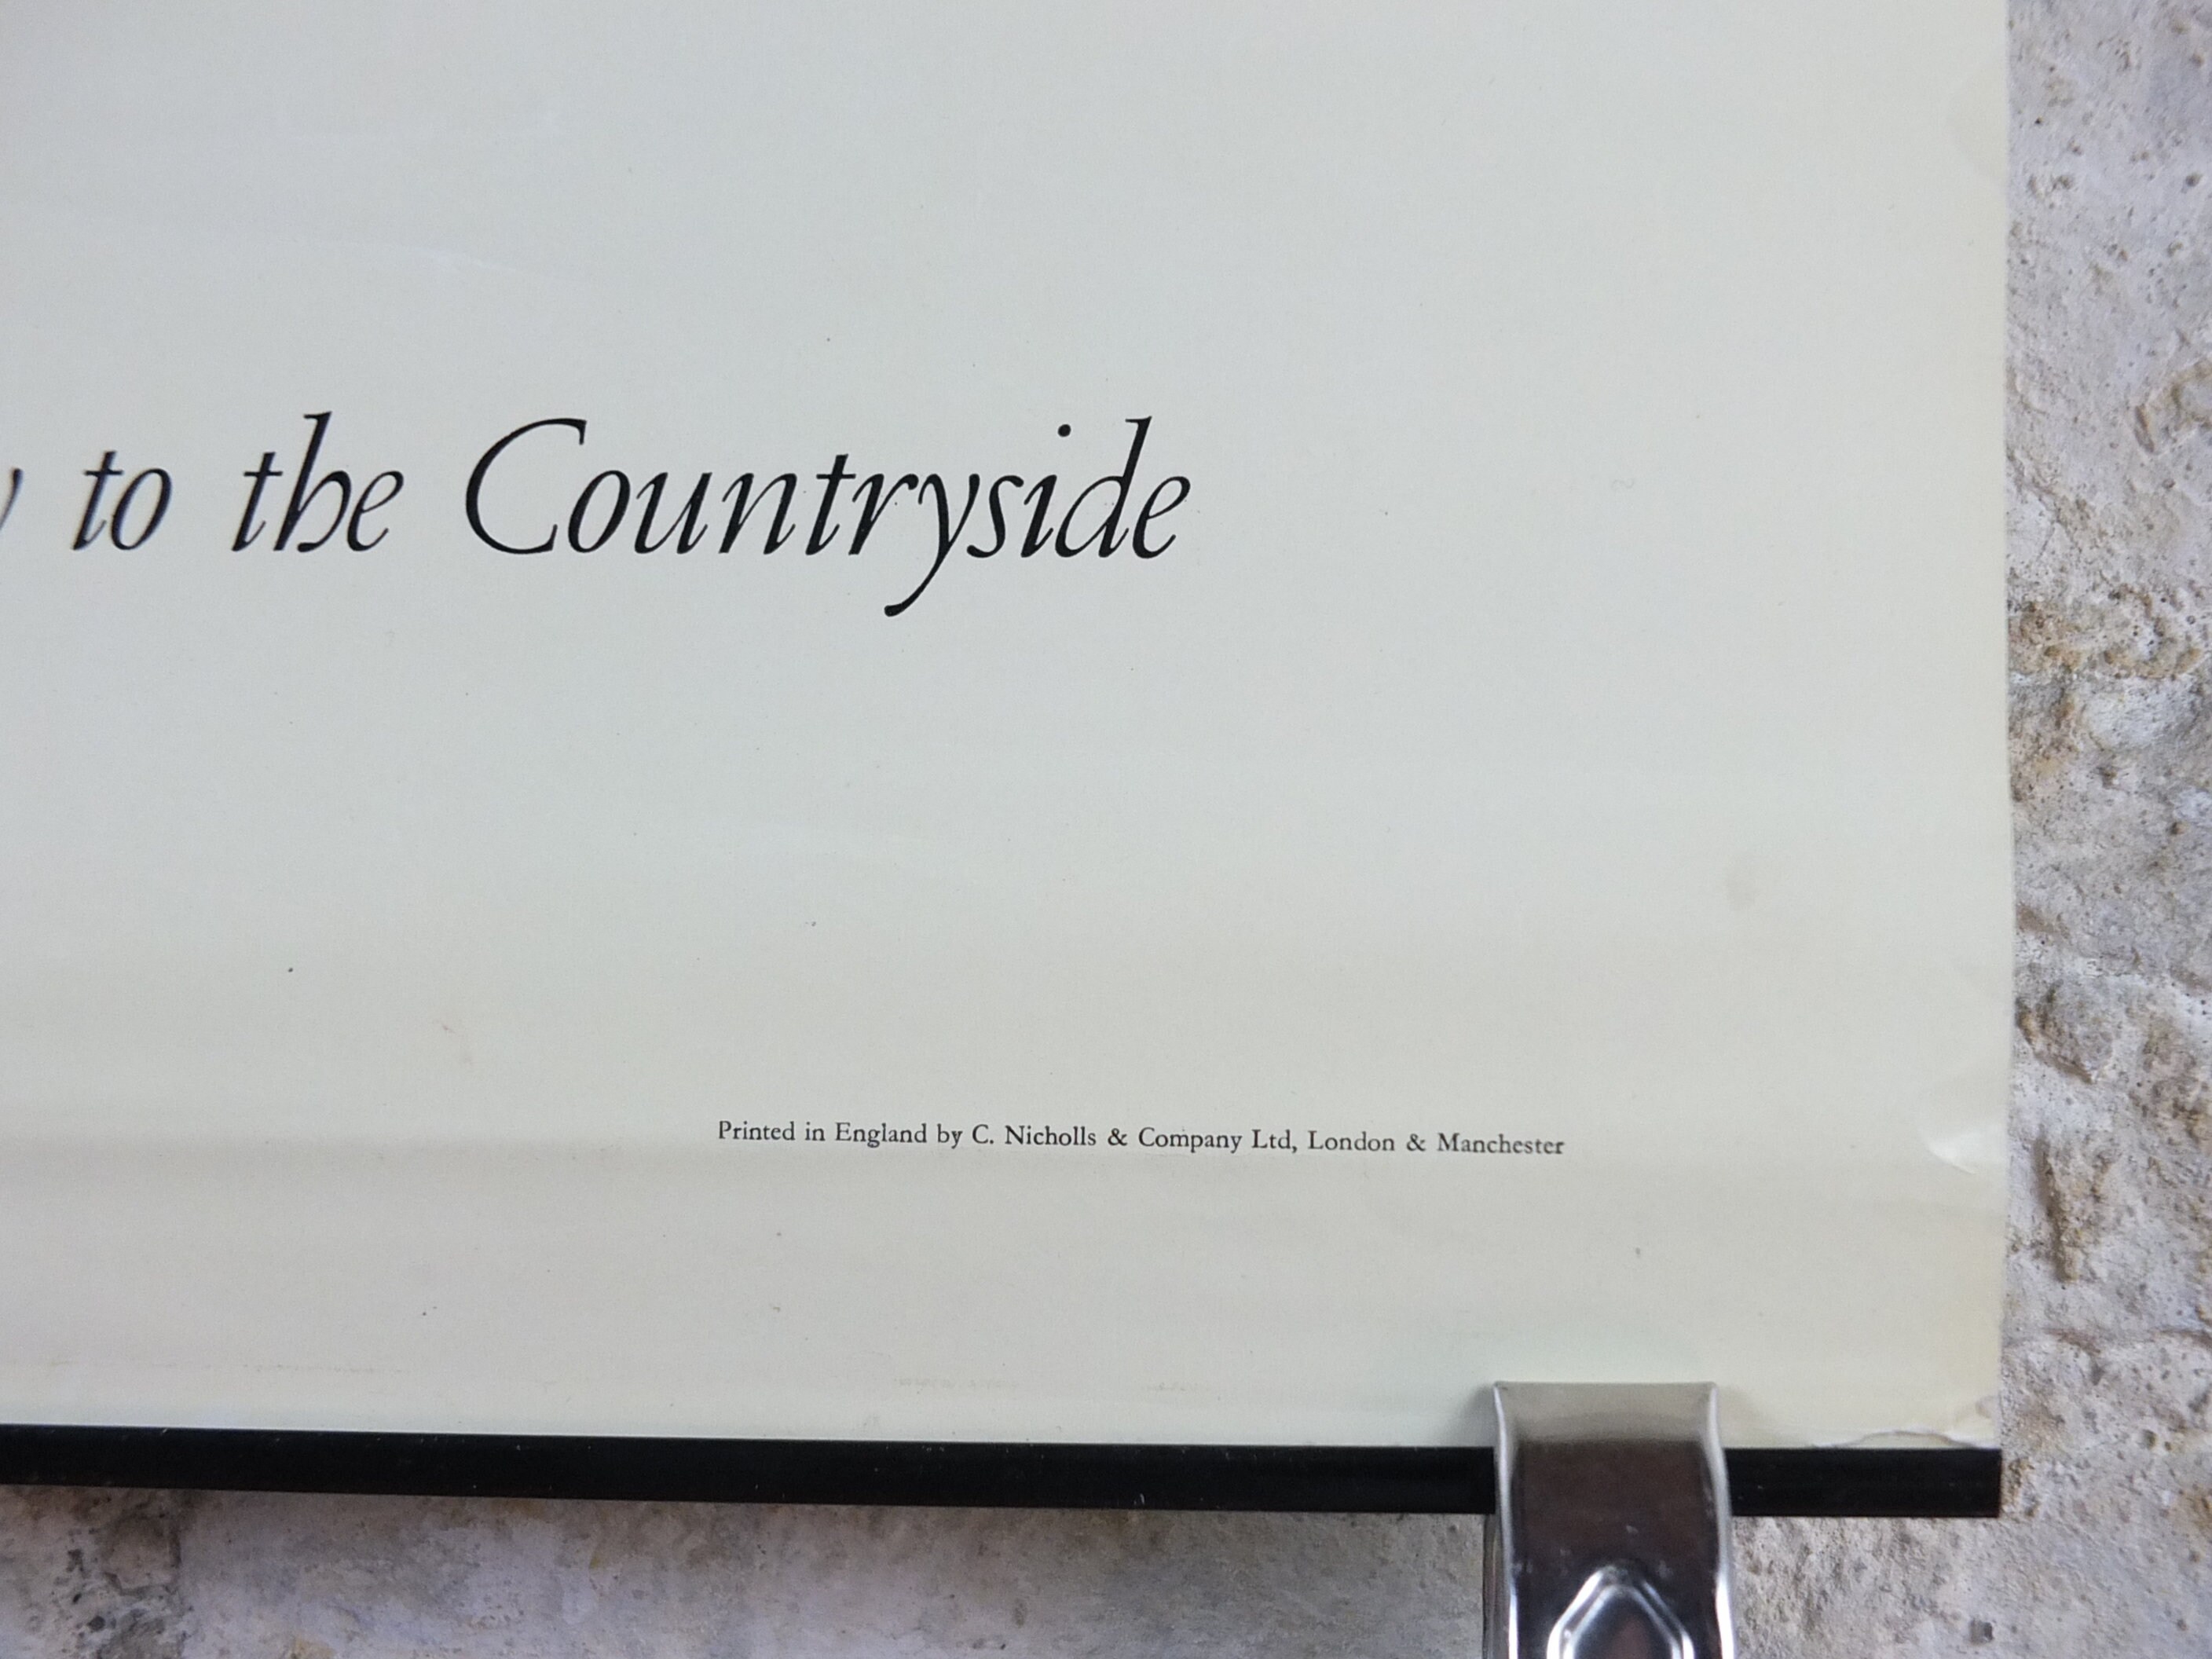 to the Countryside
Printed in England by C. Nicholls & Company Ltd, London & Manchester